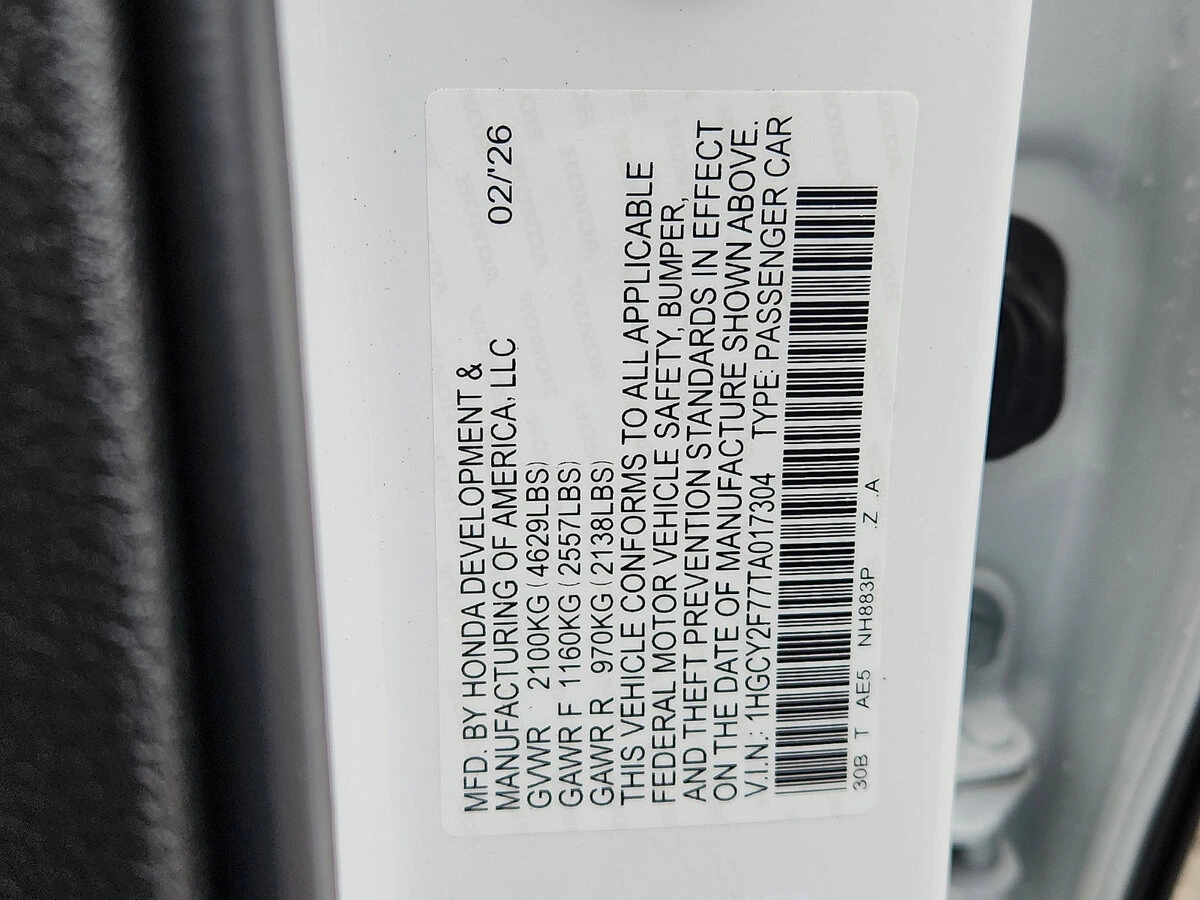 MFD. BY HONDA DEVELOPMENT &
MANUFACTURING OF AMERICA, LLC 02/'26
GVWR 2100KG (4629LBS)
GAWR F 1160KG (2557LBS)
GAWR R 970KG (2138LBS)
THIS VEHICLE CONFORMS TO ALL APPLICABLE
FEDERAL MOTOR VEHICLE SAFETY, BUMPER,
AND THEFT PREVENTION STANDARDS IN EFFECT
ON THE DATE OF MANUFACTURE SHOWN ABOVE.
V.I.N.: 1HGCY2F77TA017304 TYPE: PASSENGER CAR
30B T AE5 NH883P .Z .A